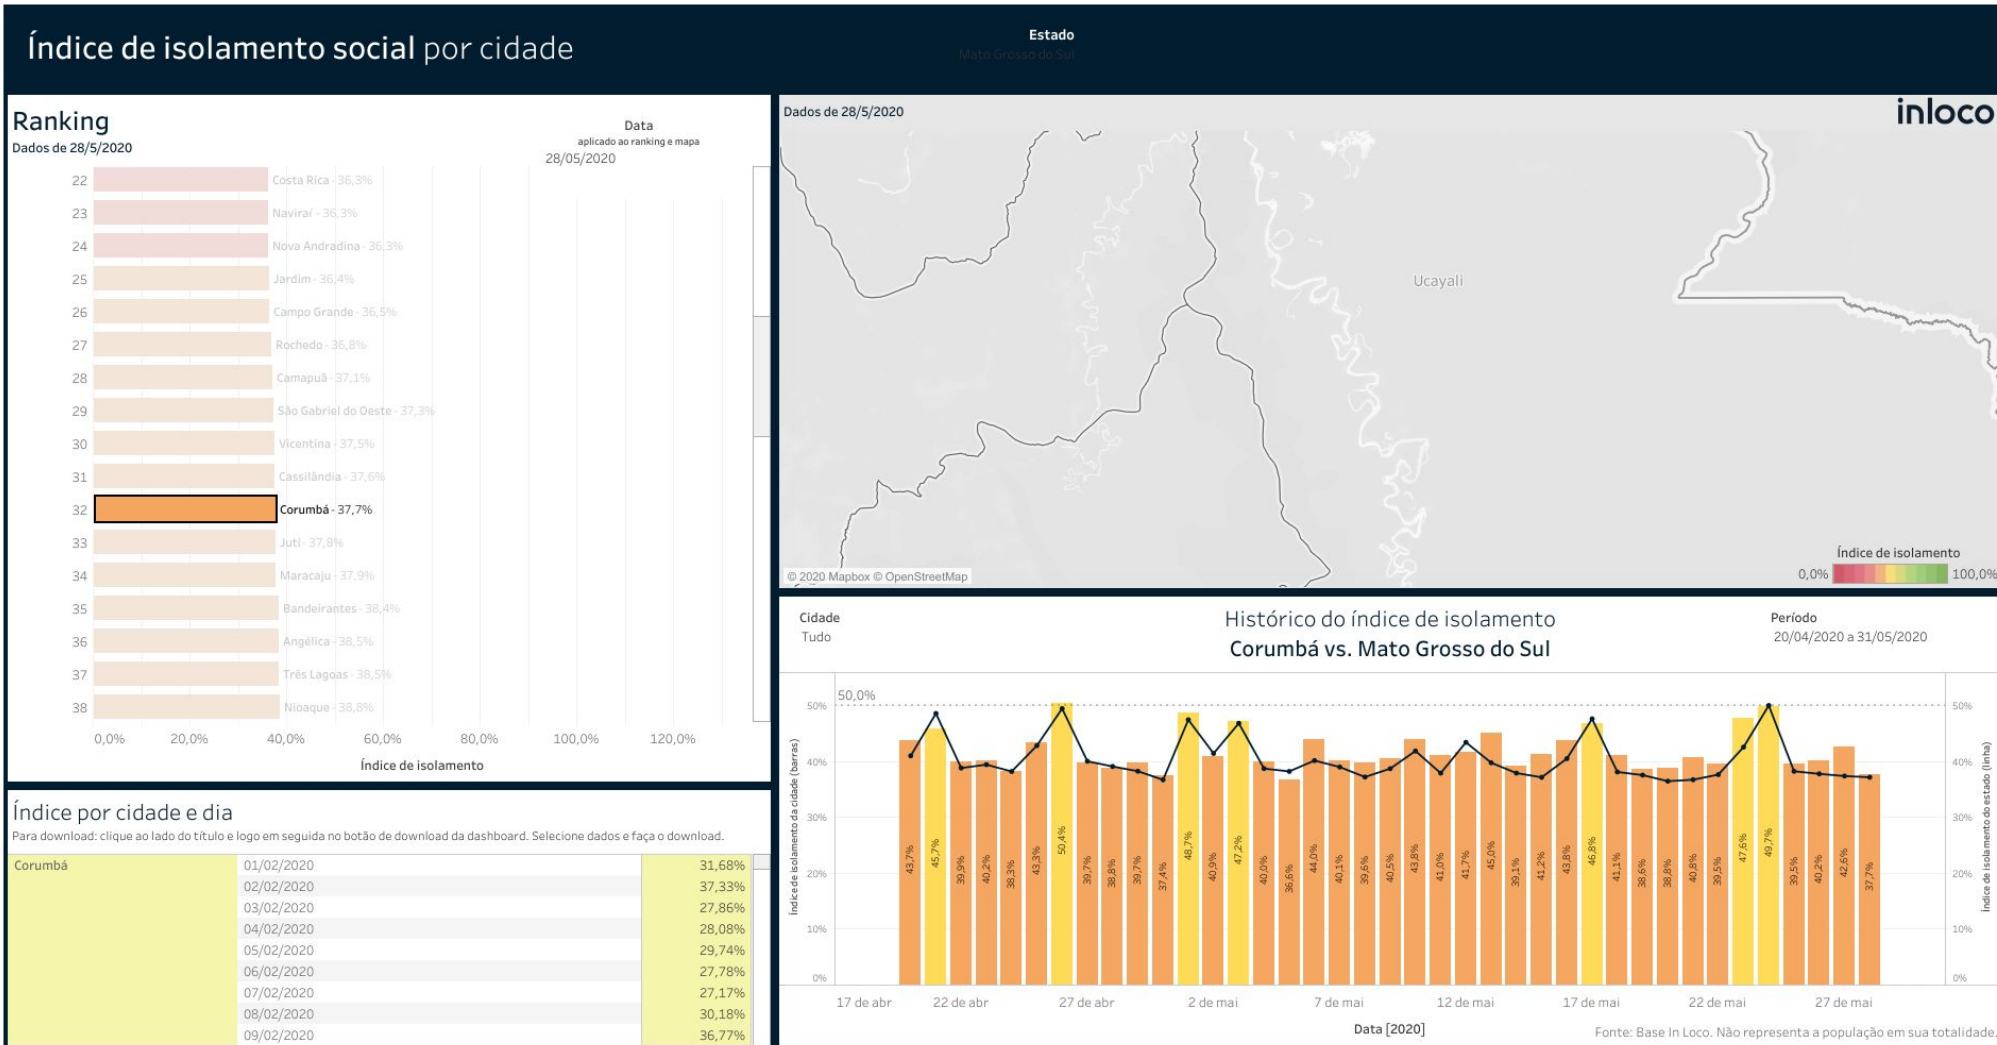 Índice de isolamento social por cidade
Estado
Mato Grosso do Sul
Ranking
Dados de 28/5/2020
Data
aplicado ao ranking e mapa
28/05/2020
22 Costa Rica - 36,3%
23 Naviraí - 36,3%
24 Nova Andradina - 36,3%
25 Jardim - 36,4%
26 Campo Grande - 36,5%
27 Rochedo - 36,8%
28 Camapuã - 37,1%
29 São Gabriel do Oeste - 37,3%
30 Vicentina - 37,5%
31 Cassilândia - 37,6%
32 Corumbá - 37,7%
33 Juti - 37,8%
34 Maracaju - 37,9%
35 Bandeirantes - 38,4%
36 Angélica - 38,5%
37 Três Lagoas - 38,5%
38 Nioaque - 38,8%
0,0% 20,0% 40,0% 60,0% 80,0% 100,0% 120,0%
Índice de isolamento
Índice por cidade e dia
Para download: clique ao lado do título e logo em seguida no botão de download da dashboard. Selecione dados e faça o download.
Corumbá 01/02/2020 31,68%
02/02/2020 37,33%
03/02/2020 27,86%
04/02/2020 28,08%
05/02/2020 29,74%
06/02/2020 27,78%
07/02/2020 27,17%
08/02/2020 30,18%
09/02/2020 36,77%
Dados de 28/5/2020
inloco
Ucayali
Índice de isolamento
0,0% 100,0%
© 2020 Mapbox © OpenStreetMap
Cidade
Tudo
Histórico do índice de isolamento
Corumbá vs. Mato Grosso do Sul
Período
20/04/2020 a 31/05/2020
50,0%
Índice de isolamento da cidade (barras)
50%
40%
30%
20%
10%
0%
43,7% 45,7% 39,9% 40,2% 38,3% 43,3% 50,4% 39,7% 38,8% 39,7% 37,4% 48,7% 40,9% 47,2% 40,0% 36,6% 44,0% 40,1% 39,6% 40,5% 43,8% 41,0% 41,7% 45,0% 39,1% 41,2% 43,8% 46,8% 41,1% 38,6% 38,8% 40,8% 39,5% 47,6% 49,7% 39,5% 40,2% 42,6% 37,7%
50%
40%
30%
20%
10%
0%
Índice de isolamento do estado (linha)
17 de abr 22 de abr 27 de abr 2 de mai 7 de mai 12 de mai 17 de mai 22 de mai 27 de mai
Data [2020]
Fonte: Base In Loco. Não representa a população em sua totalidade.